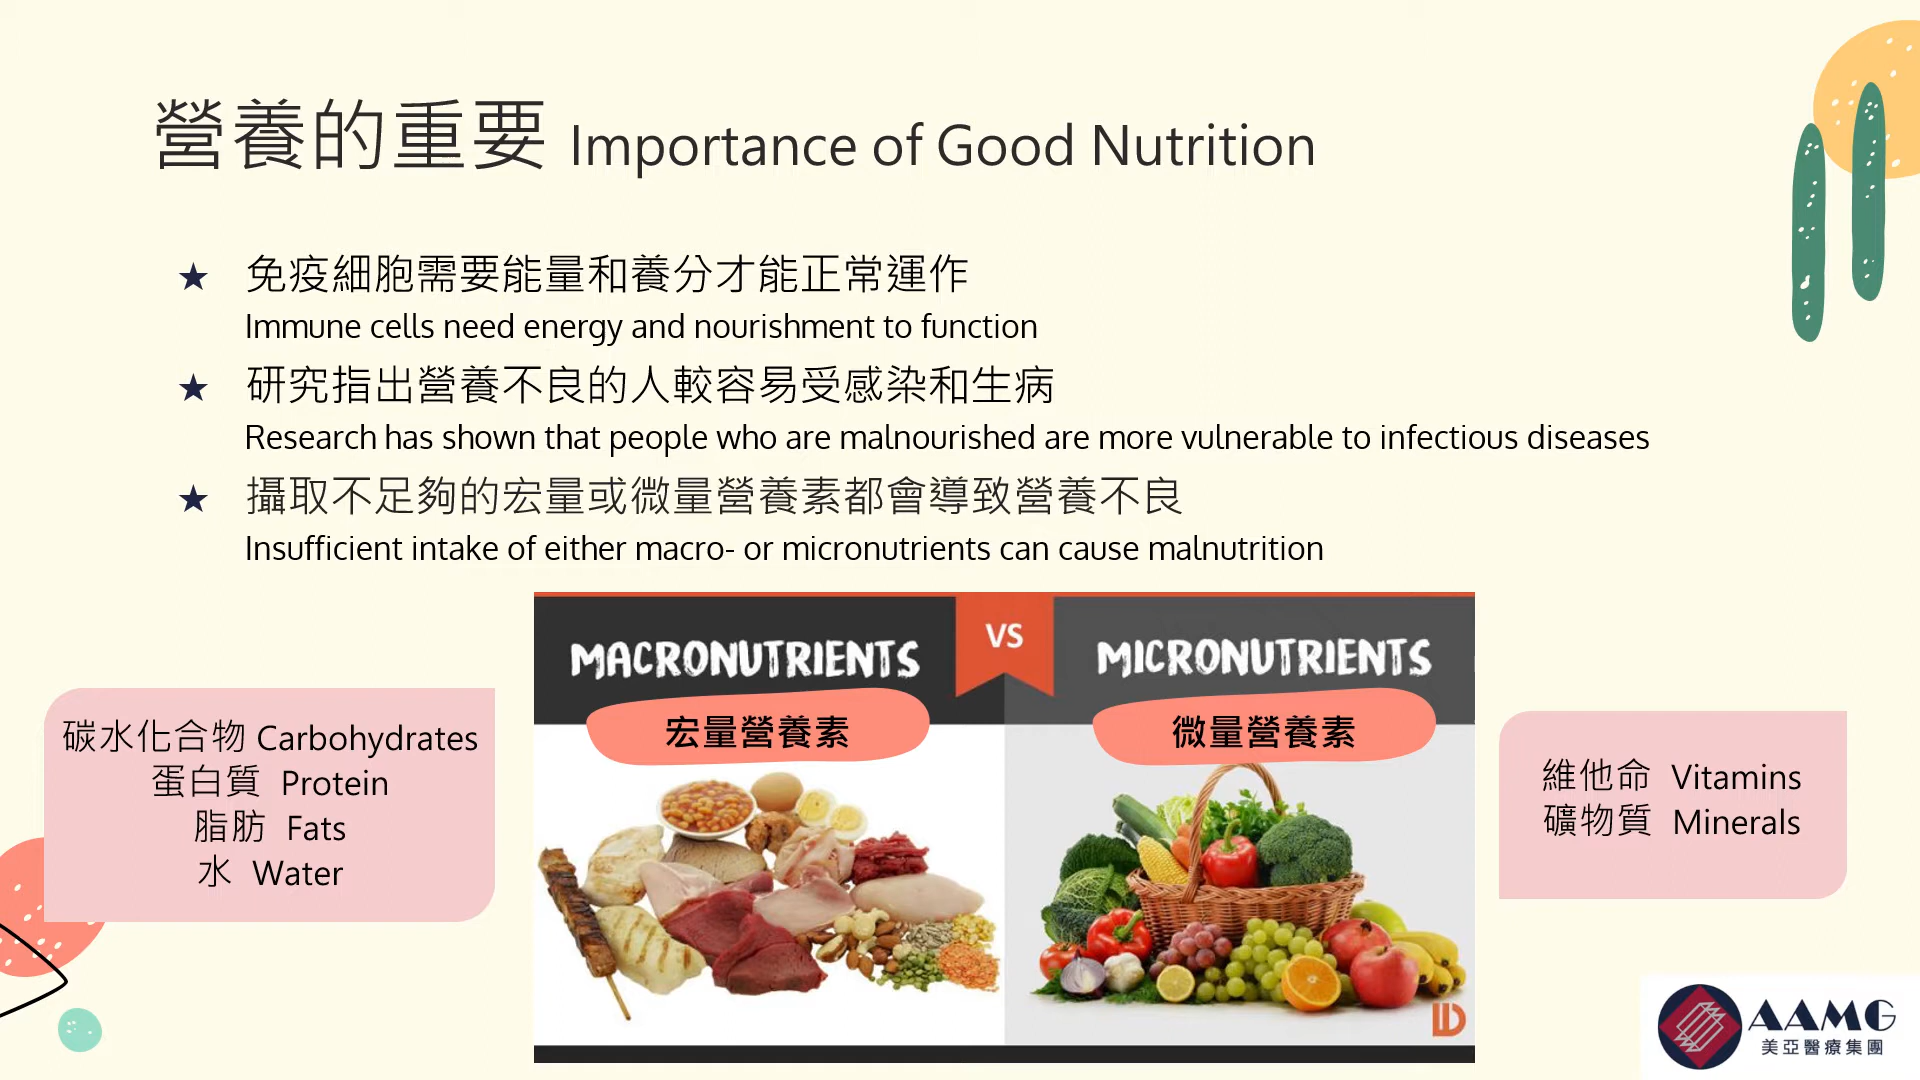 營養的重要 Importance of Good Nutrition
★ 免疫細胞需要能量和養分才能正常運作
Immune cells need energy and nourishment to function
★ 研究指出營養不良的人較容易受感染和生病
Research has shown that people who are malnourished are more vulnerable to infectious diseases
★ 攝取不足夠的宏量或微量營養素都會導致營養不良
Insufficient intake of either macro- or micronutrients can cause malnutrition
MACRONUTRIENTS
VS
MICRONUTRIENTS
宏量營養素
微量營養素
碳水化合物 Carbohydrates
蛋白質 Protein
脂肪 Fats
水 Water
維他命 Vitamins
礦物質 Minerals
AAMG
美亞醫療集團